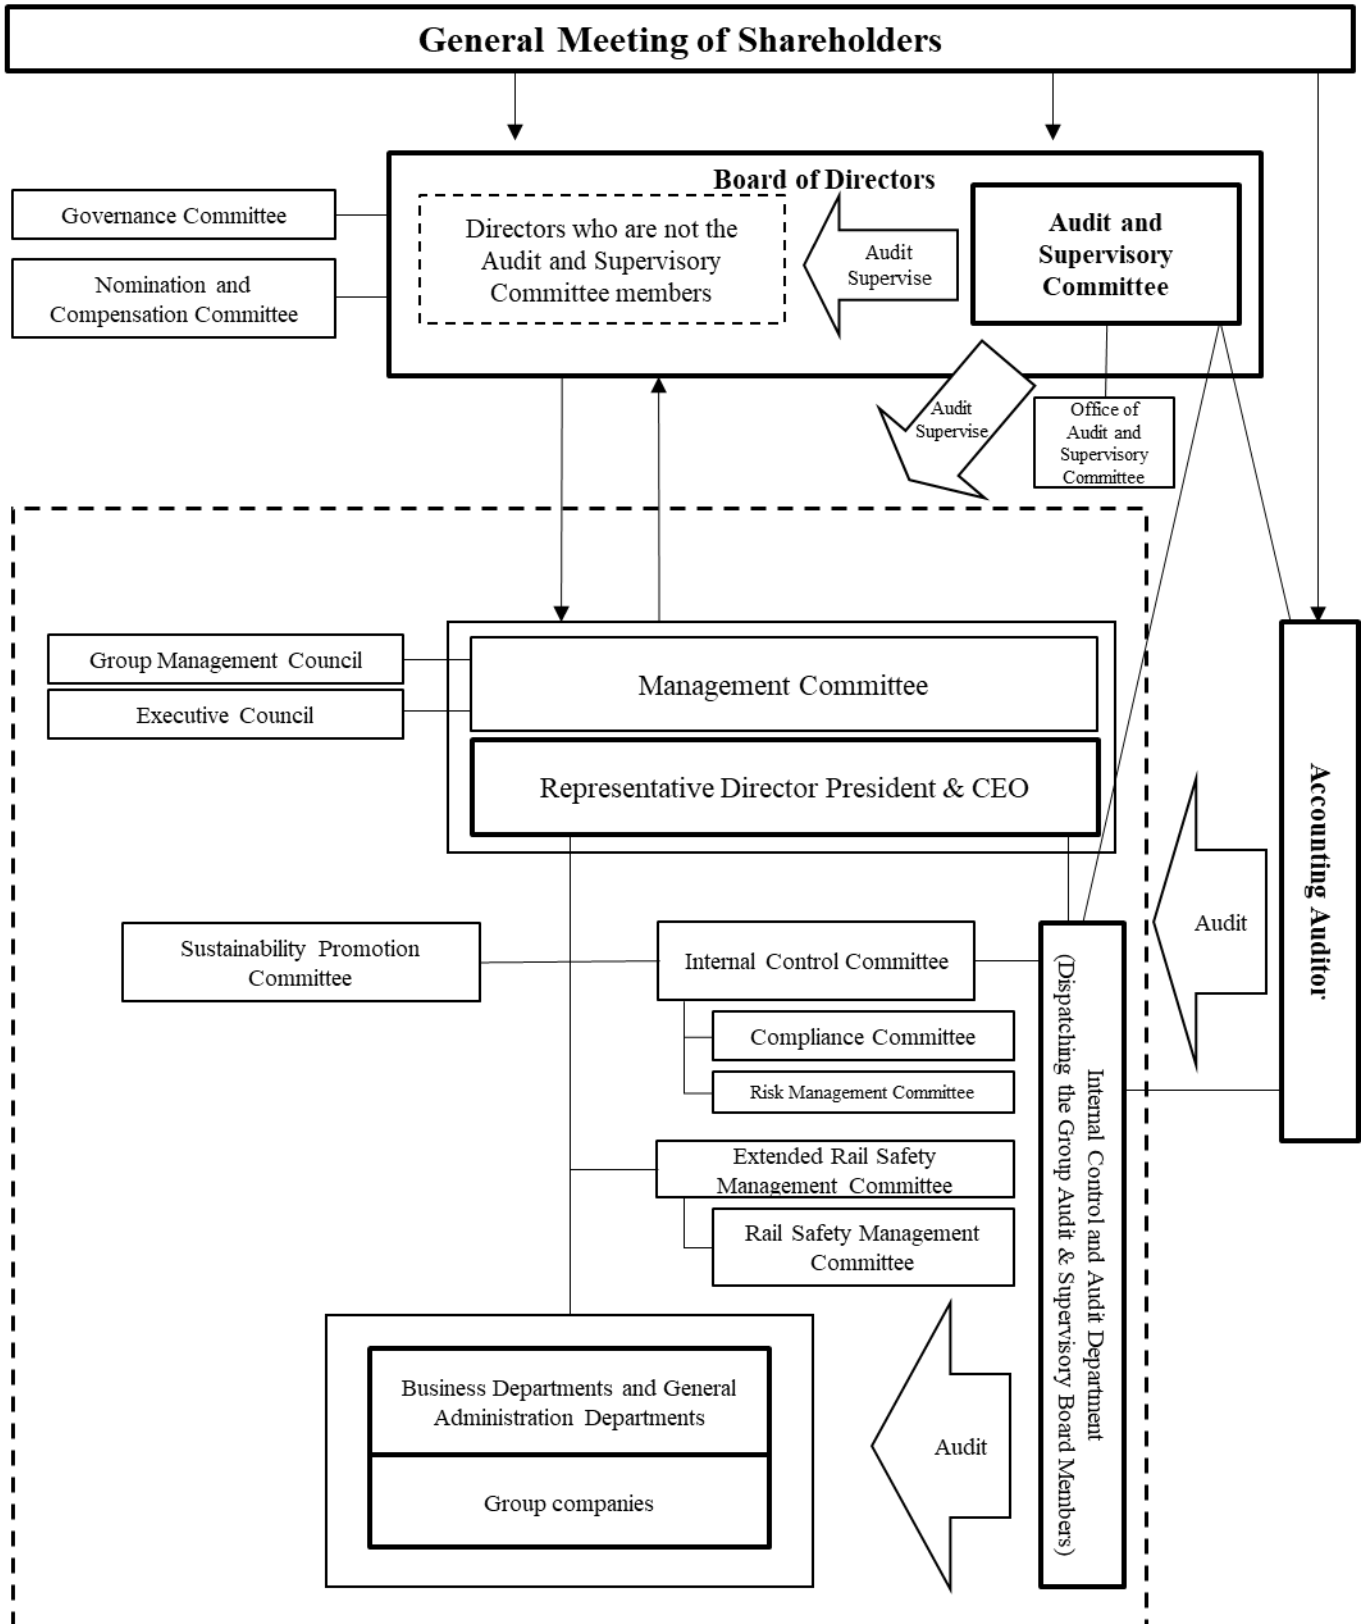 General Meeting of Shareholders
Board of Directors
Governance Committee
Nomination and
Compensation Committee
Directors who are not the
Audit and Supervisory
Committee members
Audit
Supervise
Audit and
Supervisory
Committee
Audit
Supervise
Office of
Audit and
Supervisory
Committee
Group Management Council
Executive Council
Management Committee
Representative Director President & CEO
Accounting Auditor
Audit
Sustainability Promotion
Committee
Internal Control Committee
Compliance Committee
Risk Management Committee
Extended Rail Safety
Management Committee
Rail Safety Management
Committee
Internal Control and Audit Department
(Dispatching the Group Audit & Supervisory Board Members)
Business Departments and General
Administration Departments
Group companies
Audit